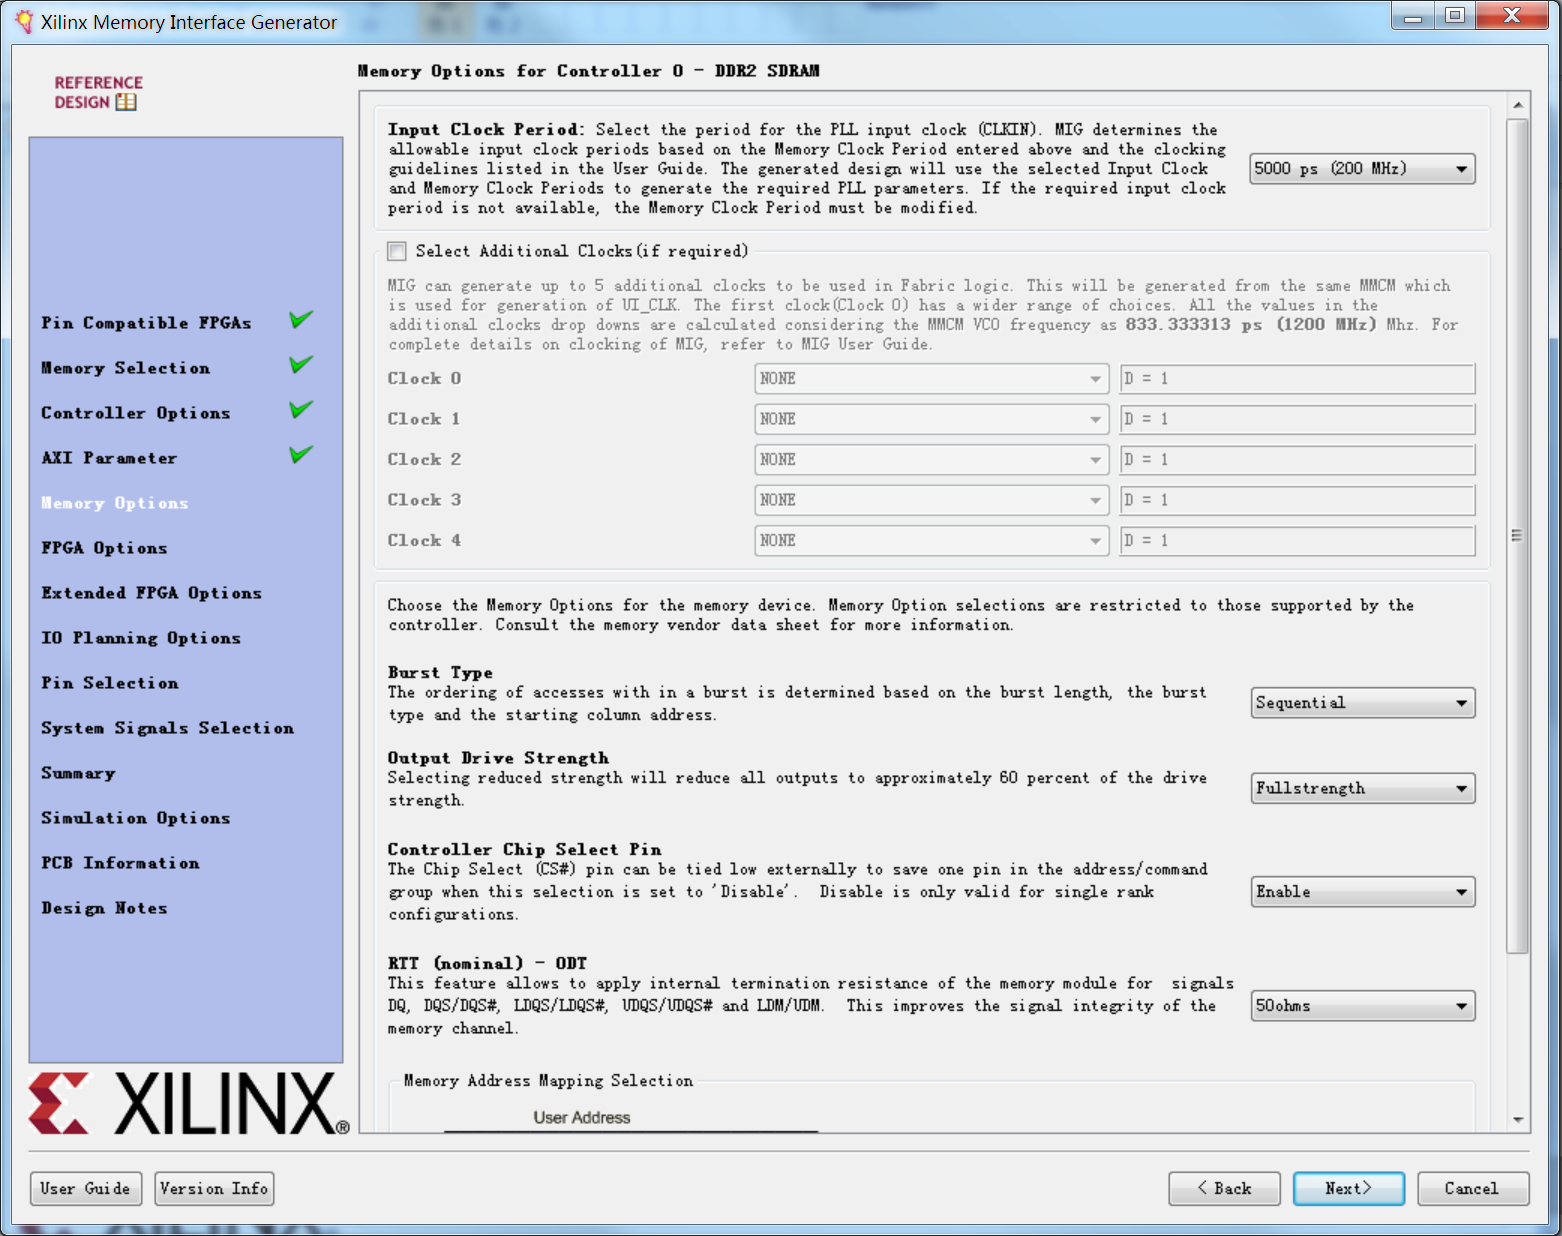 Xilinx Memory Interface Generator
REFERENCE
DESIGN
Memory Options for Controller 0 - DDR2 SDRAM
Pin Compatible FPGAs
Memory Selection
Controller Options
AXI Parameter
Memory Options
FPGA Options
Extended FPGA Options
IO Planning Options
Pin Selection
System Signals Selection
Summary
Simulation Options
PCB Information
Design Notes
XILINX®
Input Clock Period: Select the period for the PLL input clock (CLKIN). MIG determines the
allowable input clock periods based on the Memory Clock Period entered above and the clocking
guidelines listed in the User Guide. The generated design will use the selected Input Clock
and Memory Clock Periods to generate the required PLL parameters. If the required input clock
period is not available, the Memory Clock Period must be modified.
5000 ps (200 MHz)
Select Additional Clocks(if required)
MIG can generate up to 5 additional clocks to be used in Fabric logic. This will be generated from the same MMCM which
is used for generation of UI_CLK. The first clock(Clock 0) has a wider range of choices. All the values in the
additional clocks drop downs are calculated considering the MMCM VCO frequency as 833.333313 ps (1200 MHz) Mhz. For
complete details on clocking of MIG, refer to MIG User Guide.
Clock 0 NONE D = 1
Clock 1 NONE D = 1
Clock 2 NONE D = 1
Clock 3 NONE D = 1
Clock 4 NONE D = 1
Choose the Memory Options for the memory device. Memory Option selections are restricted to those supported by the
controller. Consult the memory vendor data sheet for more information.
Burst Type
The ordering of accesses with in a burst is determined based on the burst length, the burst
type and the starting column address.
Sequential
Output Drive Strength
Selecting reduced strength will reduce all outputs to approximately 60 percent of the drive
strength.
Fullstrength
Controller Chip Select Pin
The Chip Select (CS#) pin can be tied low externally to save one pin in the address/command
group when this selection is set to 'Disable'. Disable is only valid for single rank
configurations.
Enable
RTT (nominal) - ODT
This feature allows to apply internal termination resistance of the memory module for signals
DQ, DQS/DQS#, LDQS/LDQS#, UDQS/UDQS# and LDM/UDM. This improves the signal integrity of the
memory channel.
50ohms
Memory Address Mapping Selection
User Address
User Guide
Version Info
< Back
Next>
Cancel